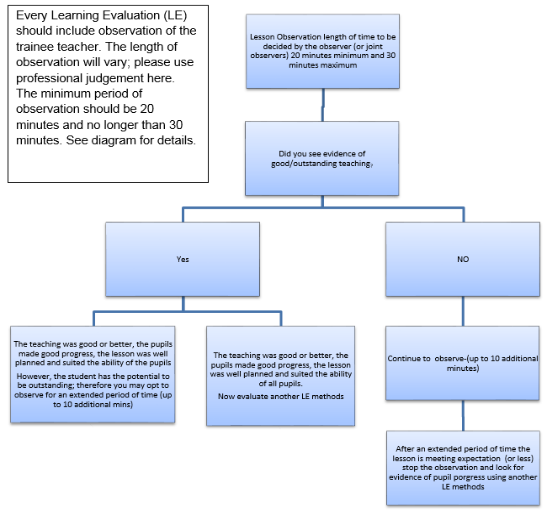 Every Learning Evaluation (LE)
should include observation of the
trainee teacher. The length of
observation will vary; please use
professional judgement here.
The minimum period of
observation should be 20
minutes and no longer than 30
minutes. See diagram for details.
Lesson Observation length of time to be
decided by the observer (or joint
observers) 20 minutes minimum and 30
minutes maximum
Did you see evidence of
good/outstanding teaching,
Yes
NO
The teaching was good or better, the pupils
made good progress, the lesson was well
planned and suited the ability of the pupils
However, the student has the potential to
be outstanding; therefore you may opt to
observe for an extended period of time (up
to 10 additional mins)
The teaching was good or better, the
pupils made good progress, the lesson
was well planned and suited the ability
of all pupils.
Now evaluate another LE methods
Continue to observe-(up to 10 additional
minutes)
After an extended period of time the
lesson is meeting expectation (or less)
stop the observation and look for
evidence of pupil porgress using another
LE methods